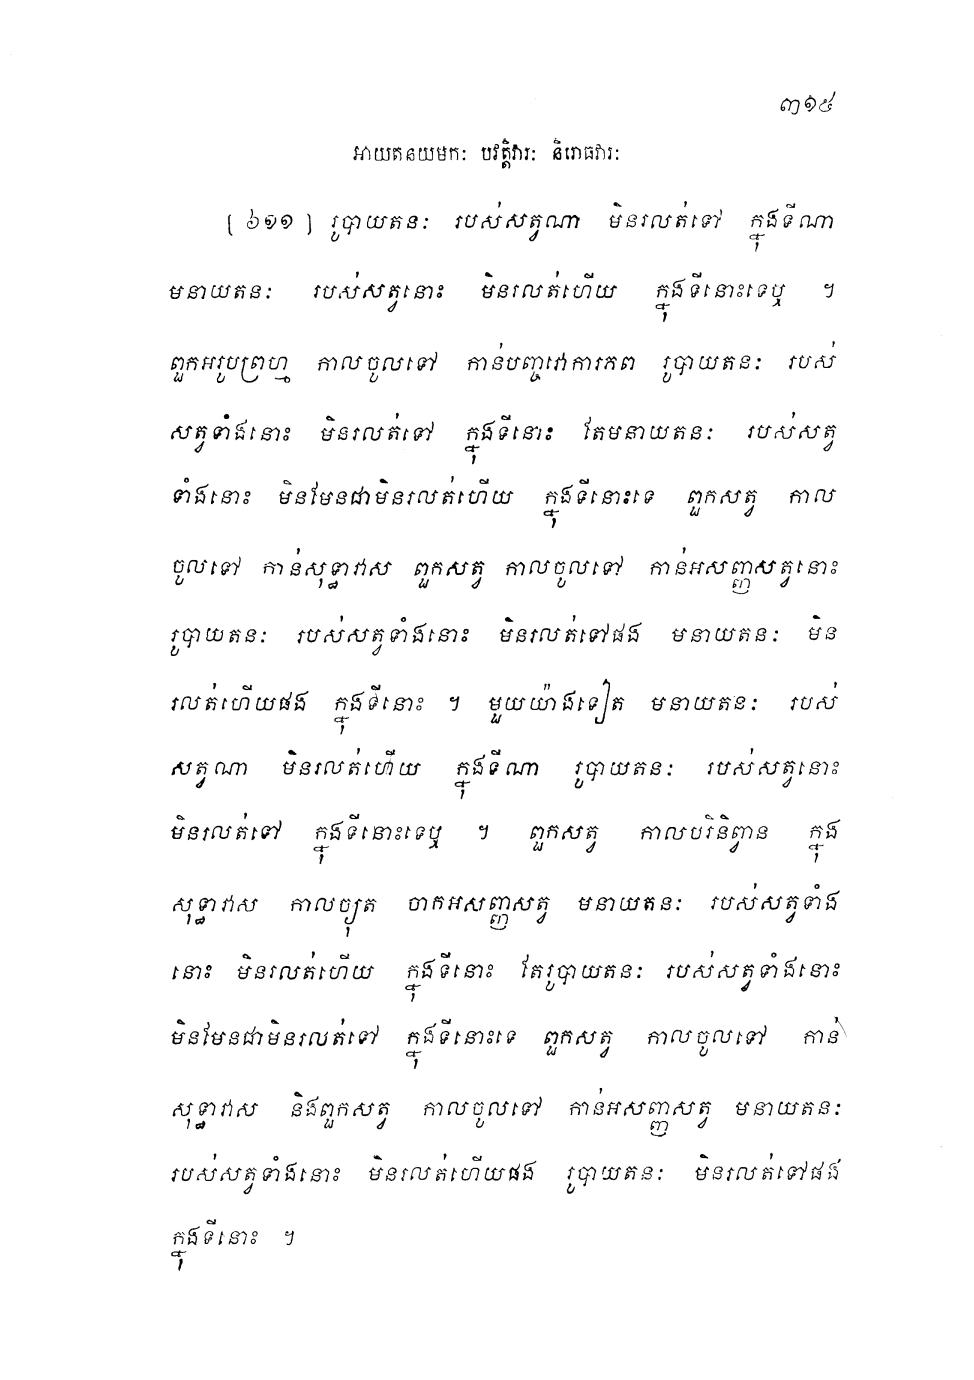 ៣១៥
អាយតនយមកៈ បវត្តិវារៈ និរោធវារៈ
[ ៦១១ ] រូបាយតនៈ របស់សត្វណា មិនរលត់ទៅ ក្នុងទីណា
មនាយតនៈ របស់សត្វនោះ មិនរលត់ហើយ ក្នុងទីនោះទេឬ ។
ពួកអរូបព្រហ្ម កាលចូលទៅ កាន់បញ្ចវោការភព រូបាយតនៈ របស់
សត្វទាំងនោះ មិនរលត់ទៅ ក្នុងទីនោះ តែមនាយតនៈ របស់សត្វ
ទាំងនោះ មិនមែនជាមិនរលត់ហើយ ក្នុងទីនោះទេ ពួកសត្វ កាល
ចូលទៅ កាន់សុទ្ធាវាស ពួកសត្វ កាលចូលទៅ កាន់អសញ្ញសត្វនោះ
រូបាយតនៈ របស់សត្វទាំងនោះ មិនរលត់ទៅផង មនាយតនៈ មិន
រលត់ហើយផង ក្នុងទីនោះ ។ មួយយ៉ាងទៀត មនាយតនៈ របស់
សត្វណា មិនរលត់ហើយ ក្នុងទីណា រូបាយតនៈ របស់សត្វនោះ
មិនរលត់ទៅ ក្នុងទីនោះទេឬ ។ ពួកសត្វ កាលបរិនិព្វាន ក្នុង
សុទ្ធាវាស កាលច្យុត ចាកអសញ្ញសត្វ មនាយតនៈ របស់សត្វទាំង
នោះ មិនរលត់ហើយ ក្នុងទីនោះ តែរូបាយតនៈ របស់សត្វទាំងនោះ
មិនមែនជាមិនរលត់ទៅ ក្នុងទីនោះទេ ពួកសត្វ កាលចូលទៅ កាន់
សុទ្ធាវាស និងពួកសត្វ កាលចូលទៅ កាន់អសញ្ញសត្វ មនាយតនៈ
របស់សត្វទាំងនោះ មិនរលត់ហើយផង រូបាយតនៈ មិនរលត់ទៅផង
ក្នុងទីនោះ ។